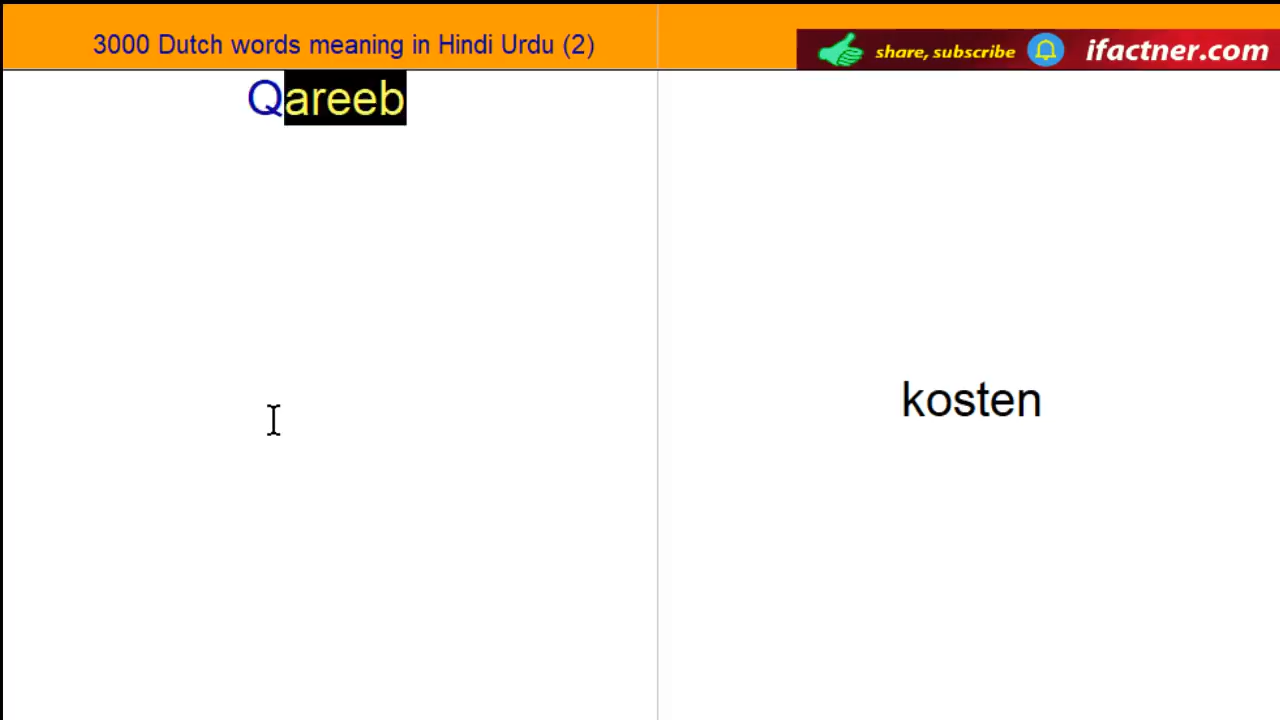 3000 Dutch words meaning in Hindi Urdu (2)
share, subscribe
ifactner.com
Qareeb
kosten